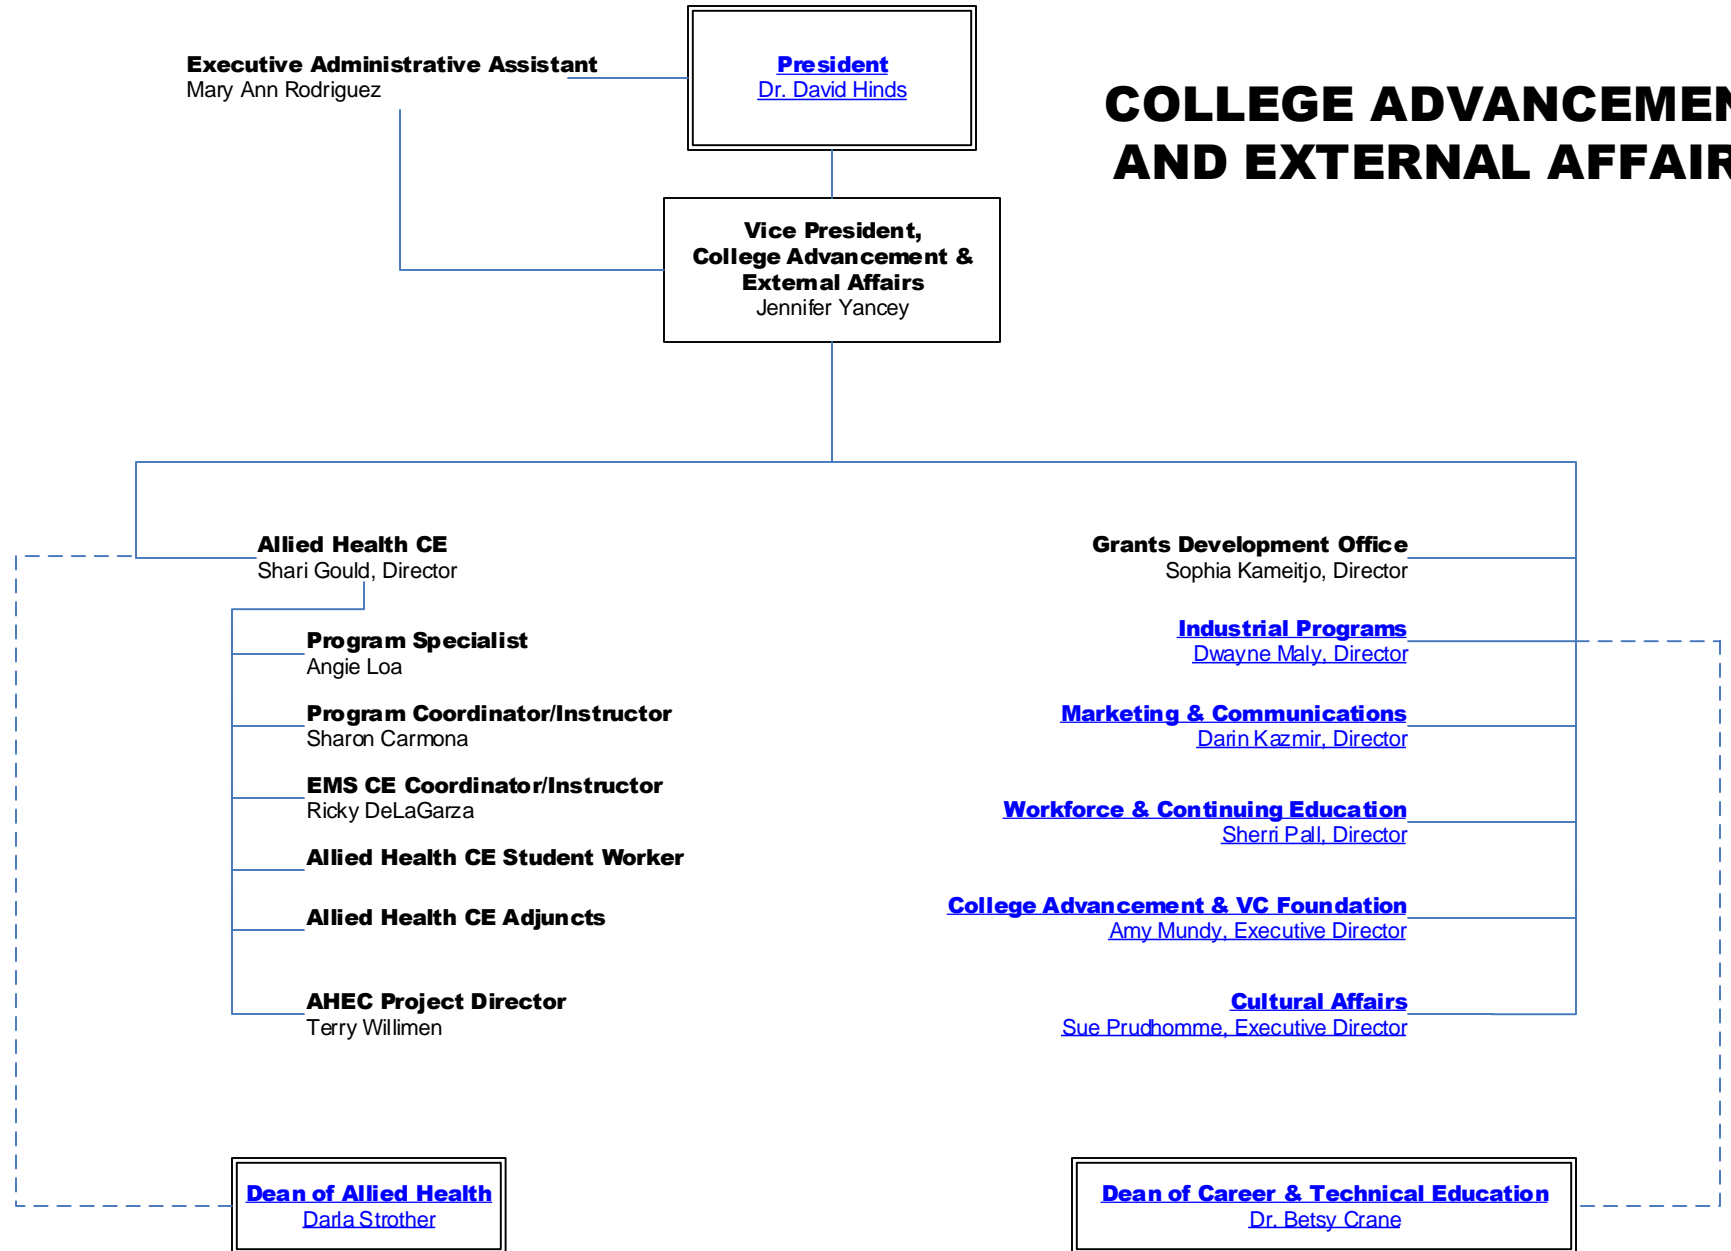 Executive Administrative Assistant
Mary Ann Rodriguez
President
Dr. David Hinds
COLLEGE ADVANCEMEN
AND EXTERNAL AFFAIR
Vice President,
College Advancement &
External Affairs
Jennifer Yancey
Allied Health CE
Shari Gould, Director
Program Specialist
Angie Loa
Program Coordinator/Instructor
Sharon Carmona
EMS CE Coordinator/Instructor
Ricky DeLaGarza
Allied Health CE Student Worker
Allied Health CE Adjuncts
AHEC Project Director
Terry Willimen
Grants Development Office
Sophia Kameitjo, Director
Industrial Programs
Dwayne Maly, Director
Marketing & Communications
Darin Kazmir, Director
Workforce & Continuing Education
Sherri Pall, Director
College Advancement & VC Foundation
Amy Mundy, Executive Director
Cultural Affairs
Sue Prudhomme, Executive Director
Dean of Allied Health
Darla Strother
Dean of Career & Technical Education
Dr. Betsy Crane